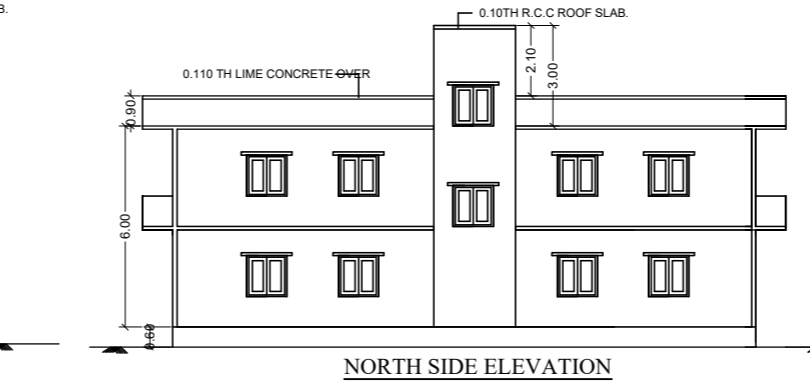 B.
0.10TH R.C.C ROOF SLAB.
0.110 TH LIME CONCRETE OVER
2.10
3.00
0.90
6.00
0.60
NORTH SIDE ELEVATION